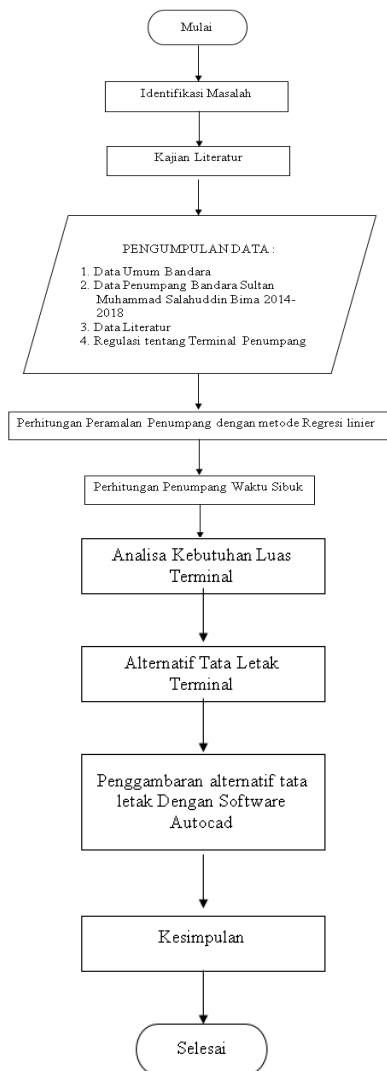 Mulai
Identifikasi Masalah
Kajian Literatur
PENGUMPULAN DATA :
1. Data Umum Bandara
2. Data Penumpang Bandara Sultan
Muhammad Salahuddin Bima 2014-
2018
3. Data Literatur
4. Regulasi tentang Terminal Penumpang
Perhitungan Peramalan Penumpang dengan metode Regresi linier
Perhitungan Penumpang Waktu Sibuk
Analisa Kebutuhan Luas
Terminal
Alternatif Tata Letak
Terminal
Penggambaran alternatif tata
letak Dengan Software
Autocad
Kesimpulan
Selesai